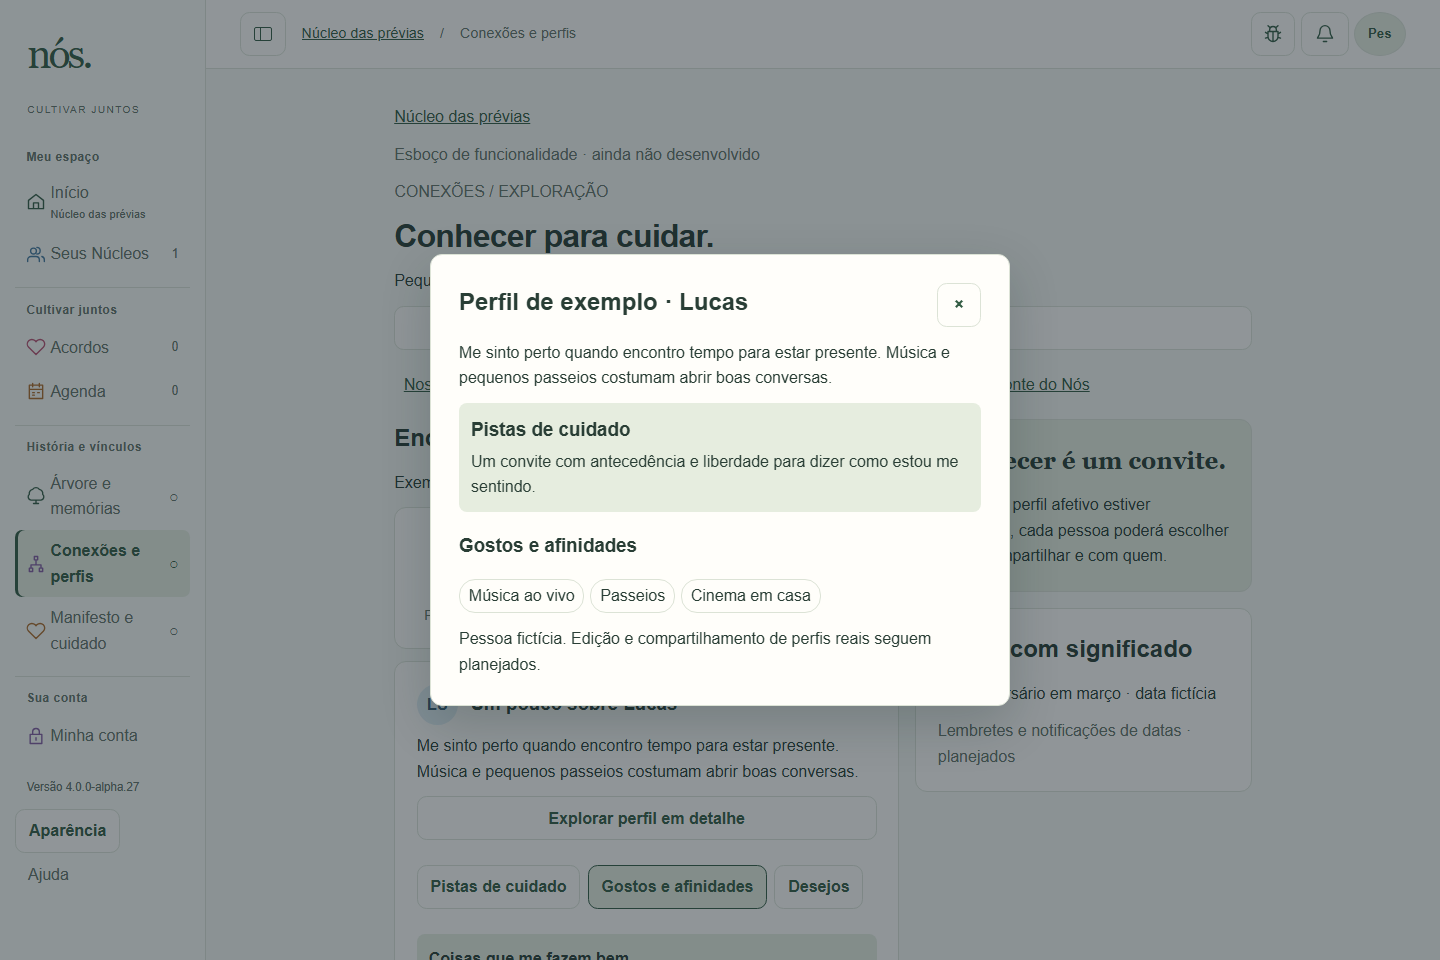 nós.
CULTIVAR JUNTOS
Meu espaço
Início
Núcleo das prévias
Seus Núcleos 1
Cultivar juntos
Acordos 0
Agenda 0
História e vínculos
Árvore e
memórias
Conexões e
perfis
Manifesto e
cuidado
Sua conta
Minha conta
Versão 4.0.0-alpha.27
Aparência
Ajuda
Núcleo das prévias / Conexões e perfis
Pes
Núcleo das prévias
Esboço de funcionalidade · ainda não desenvolvido
CONEXÕES / EXPLORAÇÃO
Conhecer para cuidar.
Perfil de exemplo · Lucas
×
Me sinto perto quando encontro tempo para estar presente. Música e
pequenos passeios costumam abrir boas conversas.
Pistas de cuidado
Um convite com antecedência e liberdade para dizer como estou me
sentindo.
Gostos e afinidades
Música ao vivo
Passeios
Cinema em casa
Pessoa fictícia. Edição e compartilhamento de perfis reais seguem
planejados.
Um pouco sobre Lucas
Me sinto perto quando encontro tempo para estar presente.
Música e pequenos passeios costumam abrir boas conversas.
Explorar perfil em detalhe
Pistas de cuidado
Gostos e afinidades
Desejos
Coisas que me fazem bem
do Nós
é um convite.
perfil afetivo estiver
, cada pessoa poderá escolher
e com quem.
com significado
em março · data fictícia
Lembretes e notificações de datas ·
planejados